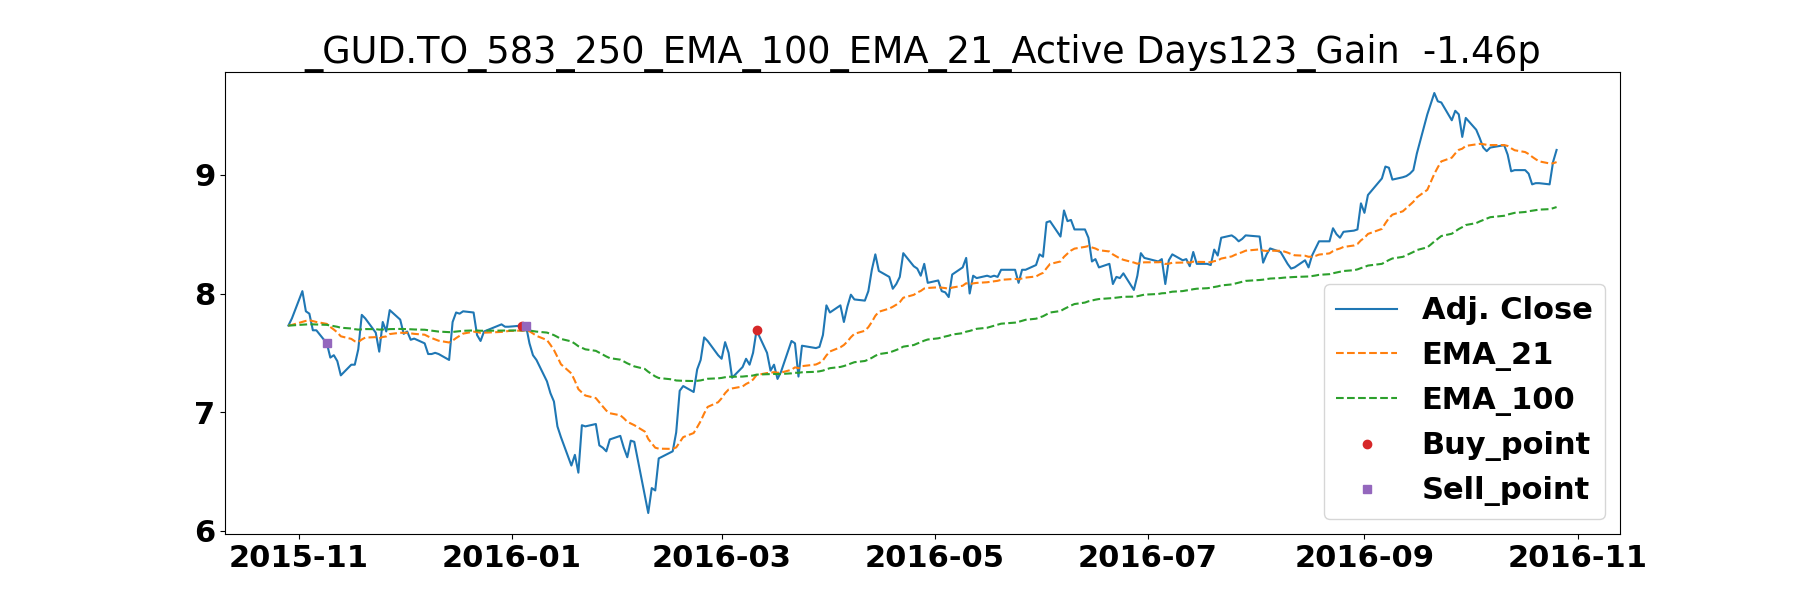 _GUD.TO_583_250_EMA_100_EMA_21_Active Days123_Gain  -1.46p
9
8
7
6
Adj. Close
EMA_21
EMA_100
Buy_point
Sell_point
2015-11 2016-01 2016-03 2016-05 2016-07 2016-09 2016-11